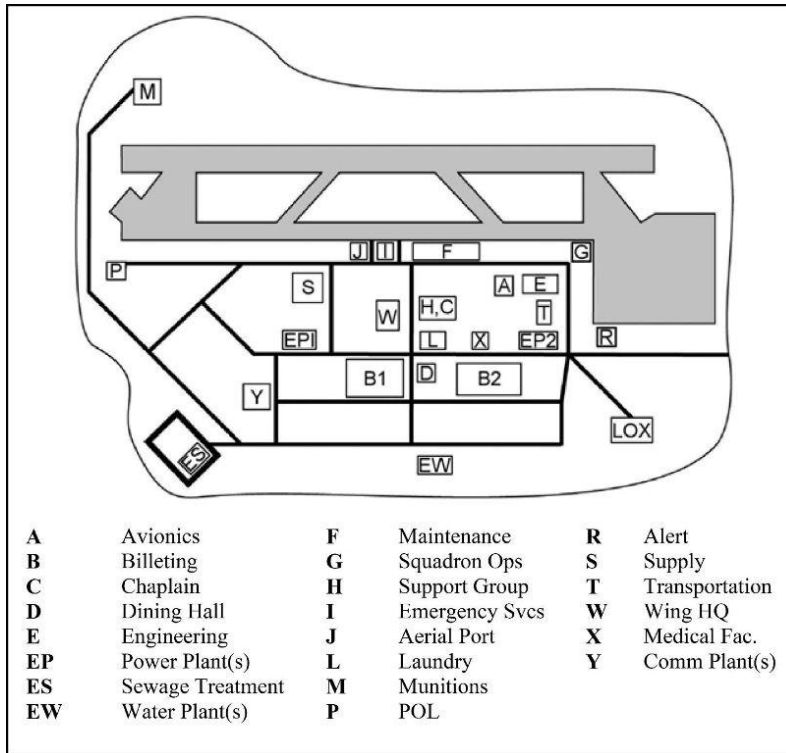 M
J
I
F
G
P
S
A
E
H,C
T
W
EP1
L
X
EP2
R
B1
D
B2
Y
LOX
ES
EW
A Avionics F Maintenance R Alert
B Billeting G Squadron Ops S Supply
C Chaplain H Support Group T Transportation
D Dining Hall I Emergency Svcs W Wing HQ
E Engineering J Aerial Port X Medical Fac.
EP Power Plant(s) L Laundry Y Comm Plant(s)
ES Sewage Treatment M Munitions
EW Water Plant(s) P POL